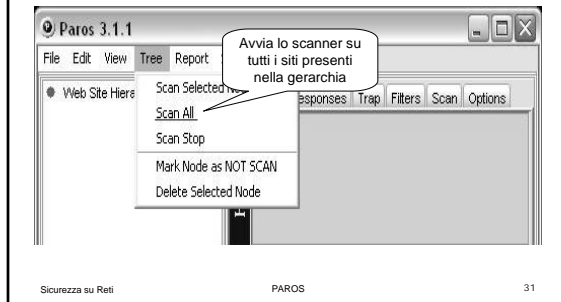 Paros 3.1.1
File Edit View Tree Report
Avvia lo scanner su
tutti i siti presenti
nella gerarchia
Web Site Hiera
Scan Selected
esponses Trap Filters Scan Options
Scan All
Scan Stop
Mark Node as NOT SCAN
Delete Selected Node
Sicurezza su Reti PAROS 31